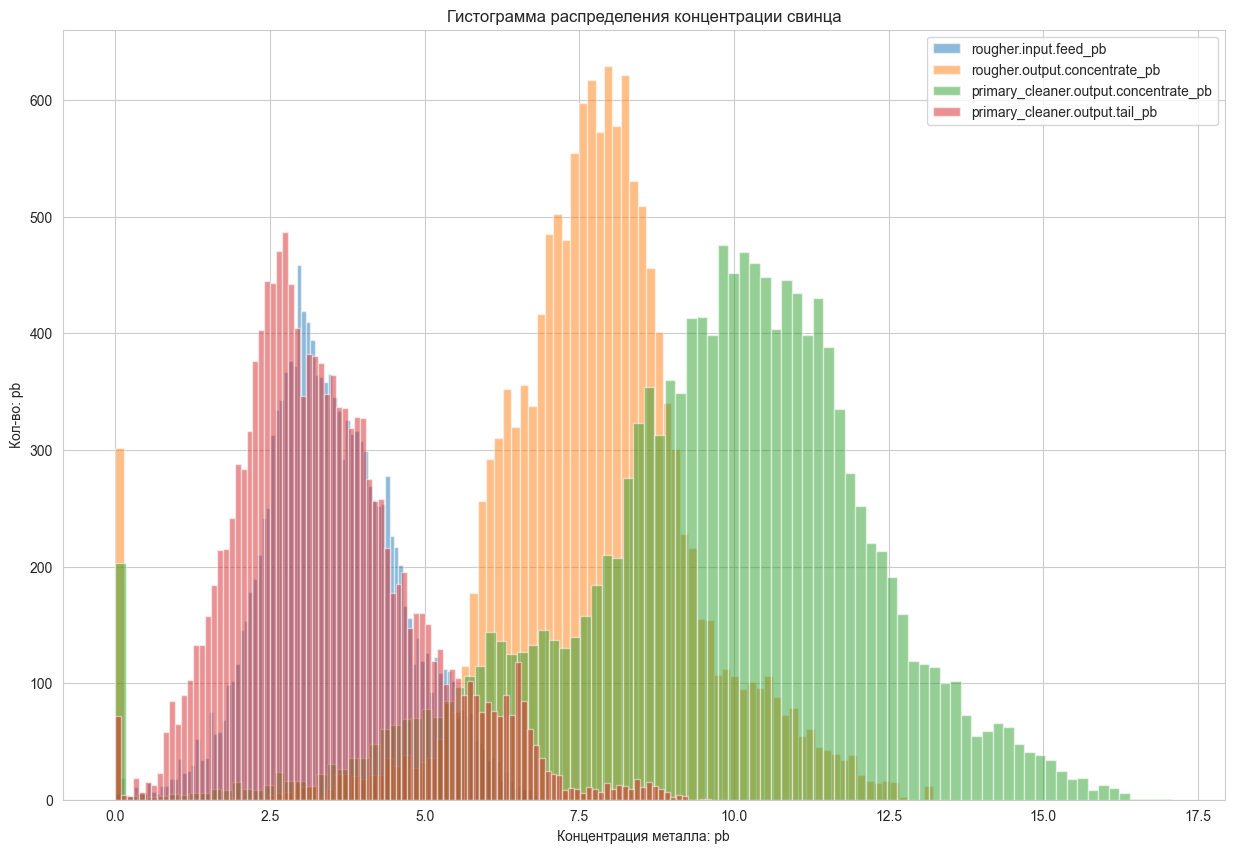 Гистограмма распределения концентрации свинца
rougher.input.feed_pb
rougher.output.concentrate_pb
primary_cleaner.output.concentrate_pb
primary_cleaner.output.tail_pb
Кол-во: pb
600
500
400
300
200
100
0
0.0 2.5 5.0 7.5 10.0 12.5 15.0 17.5
Концентрация металла: pb